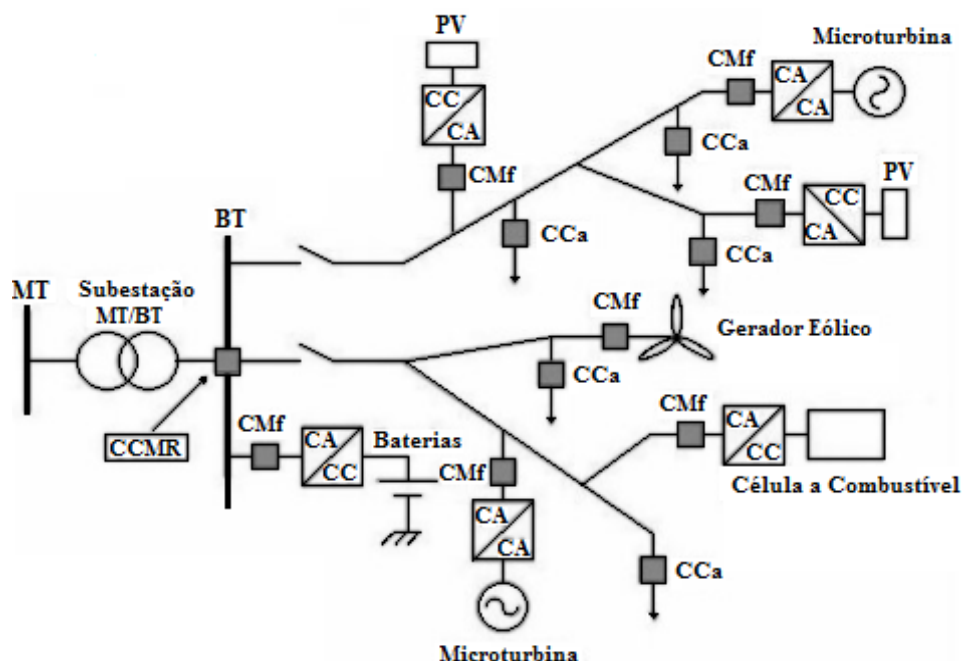 PV
Microturbina
CMf
CA
CA
CC
CA
CMf
CCa
CMf
PV
CC
CA
BT
CCa
CCa
MT
Subestação
MT/BT
CMf
Gerador Eólico
CCa
CCMR
CMf
CA
CC
Baterias
CMf
CMf
CA
CC
Célula a Combustível
CA
CA
CCa
Microturbina